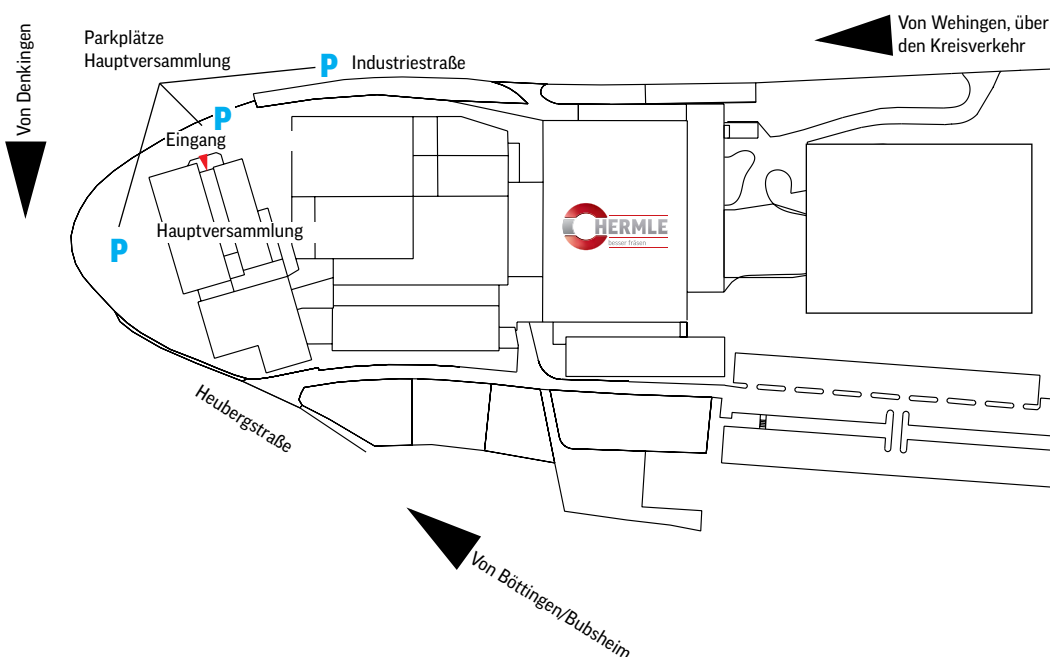 Von Denkingen
Parkplätze
Hauptversammlung
P Industriestraße
Von Wehingen, über
den Kreisverkehr
P
Eingang
Hauptversammlung
P
HERMLE
besser fräsen
Heubergstraße
Von Böttingen/Bubsheim